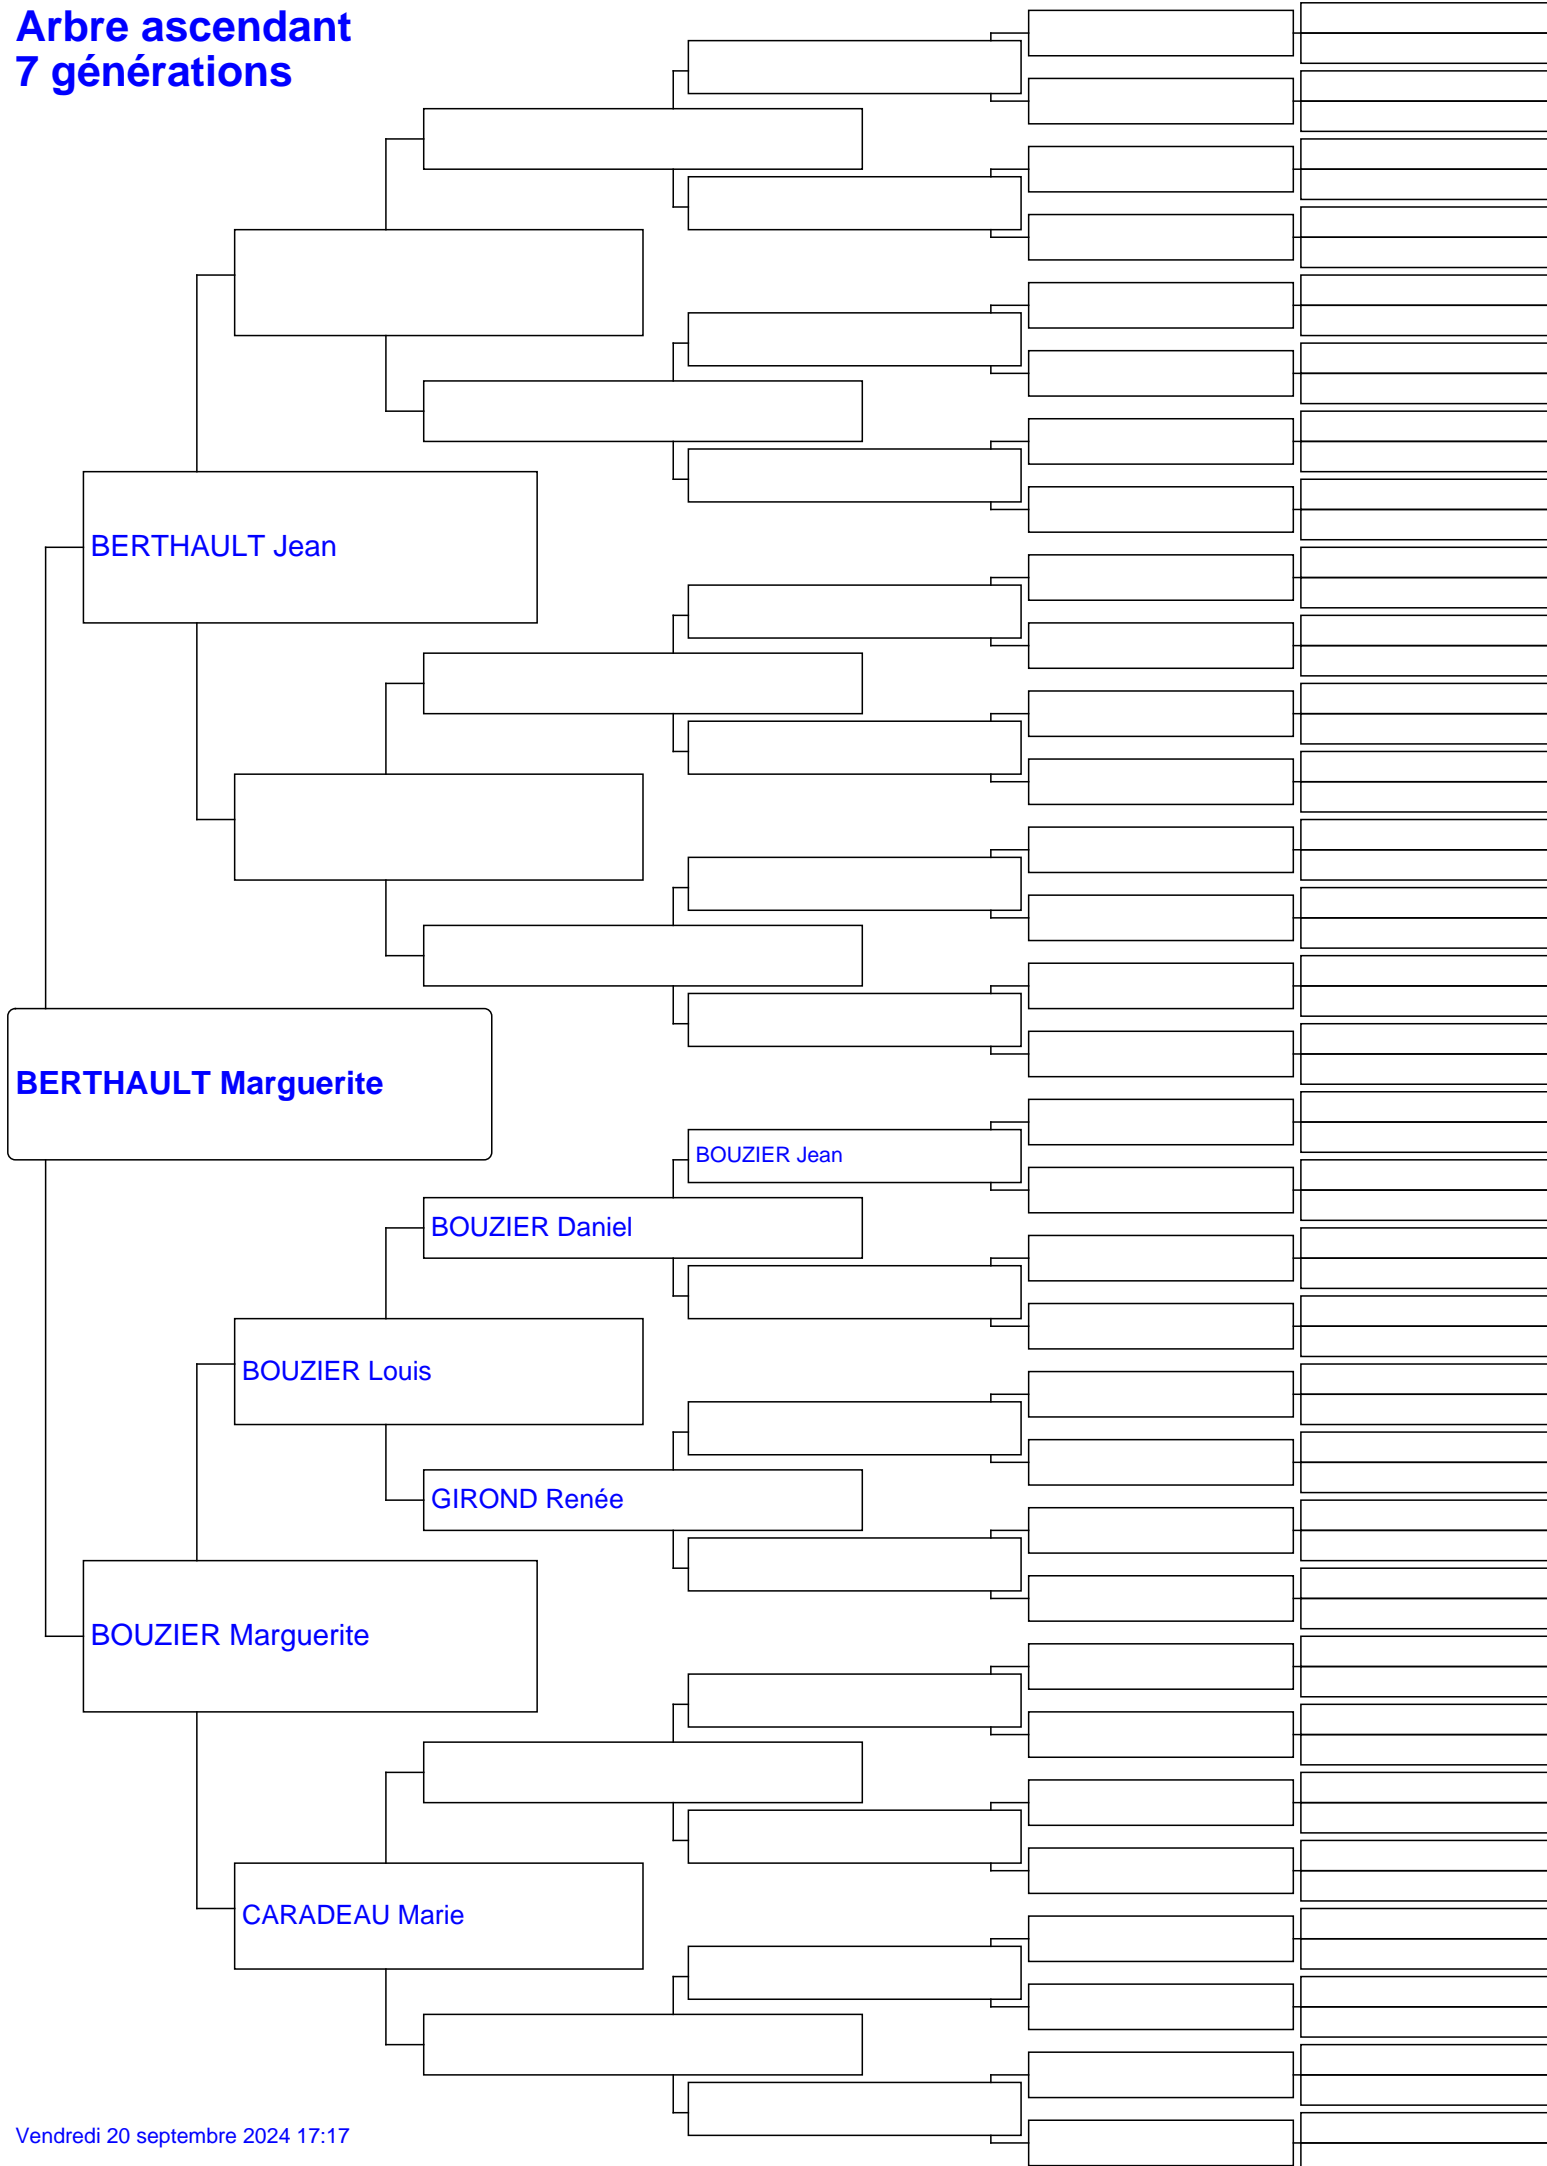 Arbre ascendant
7 générations
BERTHAULT Jean
BERTHAULT Marguerite
BOUZIER Jean
BOUZIER Daniel
BOUZIER Louis
GIROND Renée
BOUZIER Marguerite
CARADEAU Marie
Vendredi 20 septembre 2024 17:17